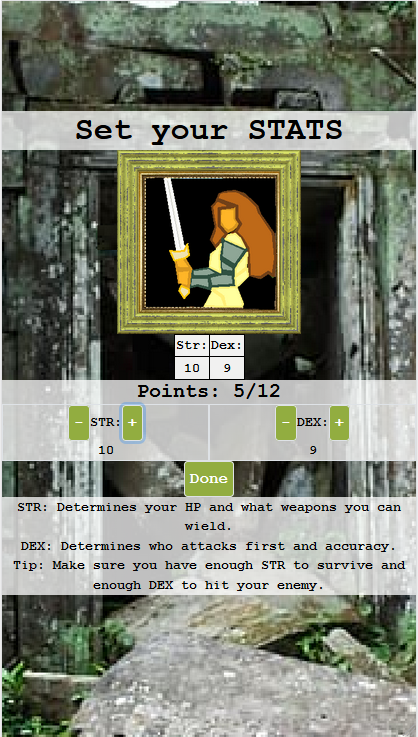 Set your STATS
Str: Dex:
10 9
Points: 5/12
- STR: + - DEX: +
10 9
Done
STR: Determines your HP and what weapons you can
wield.
DEX: Determines who attacks first and accuracy.
Tip: Make sure you have enough STR to survive and
enough DEX to hit your enemy.